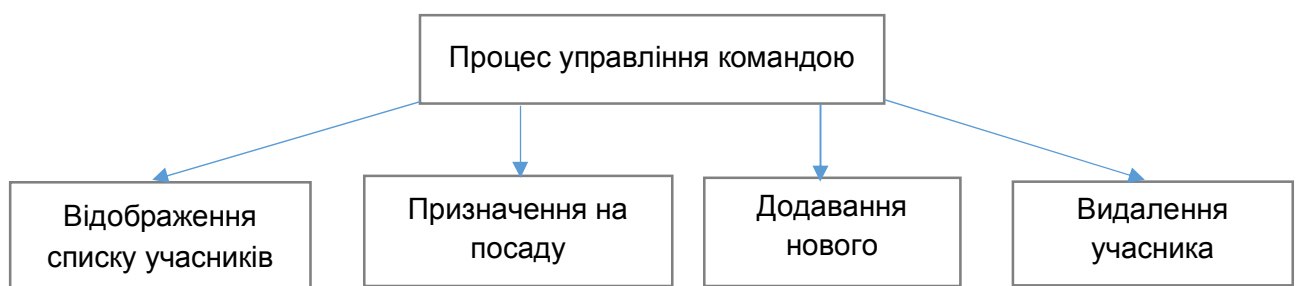 Процес управління командою
Відображення
списку учасників
Призначення на
посаду
Додавання
нового
Видалення
учасника